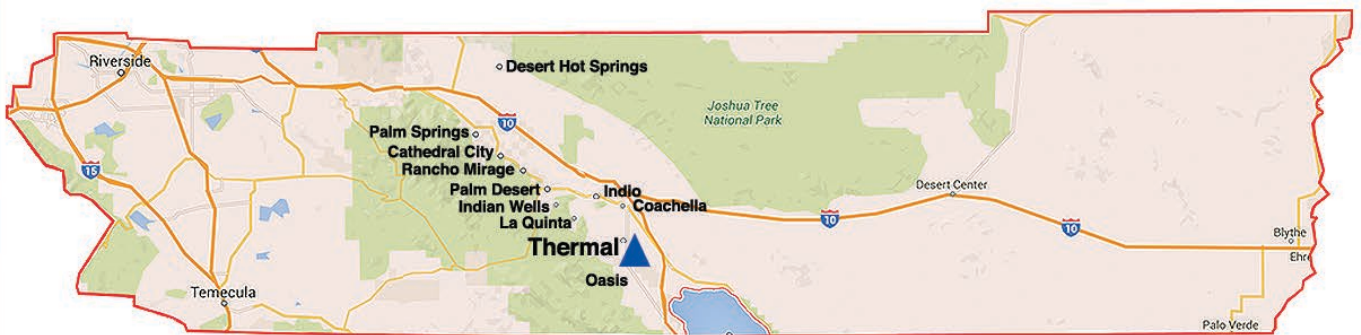 Riverside
Desert Hot Springs
Joshua Tree
National Park
10
Palm Springs
Cathedral City
Rancho Mirage
15
Palm Desert
Indio
Desert Center
Indian Wells
Coachella
La Quinta
10
10
Blythe
Thermal
Ehre
Oasis
Temecula
Palo Verde